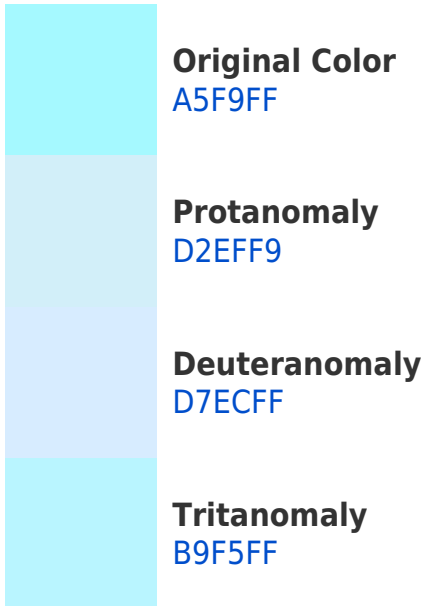 Original Color
A5F9FF
Protanomaly
D2EFF9
Deuteranomaly
D7ECFF
Tritanomaly
B9F5FF